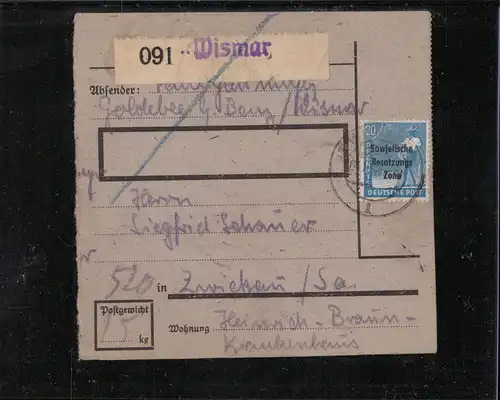 091 Wismar
Absender:
Goldebee b/ Wismar
20
Sowjetische
Besatzungs
Zone
DEUTSCHE POST
Herrn
Siegfried Schauer
520 in Zwickau / Sa.
Postgewicht
kg
Wohnung Heinrich-Braun-
Krankenhaus